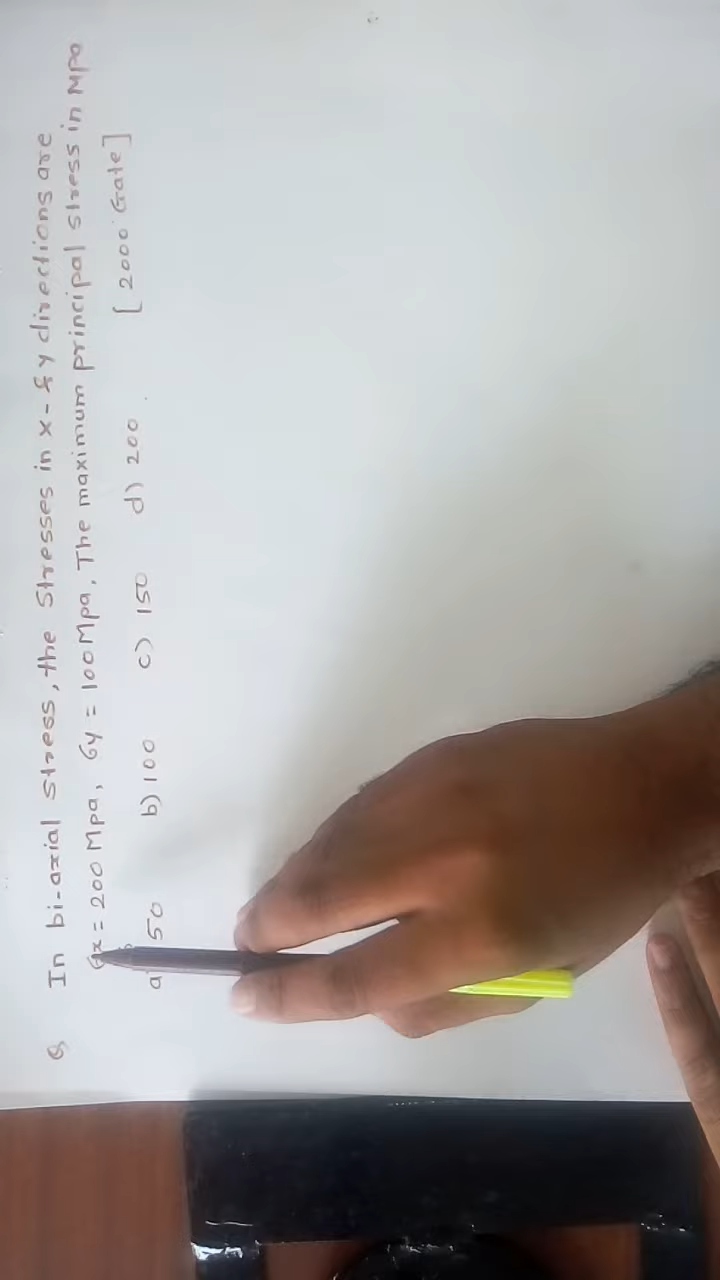 Q In bi-axial stress, the stresses in x- & y directions are
σx = 200 Mpa, σy = 100 Mpa, The maximum principal stress in Mpa
a) 50 b) 100 c) 150 d) 200. [2000 Gate]